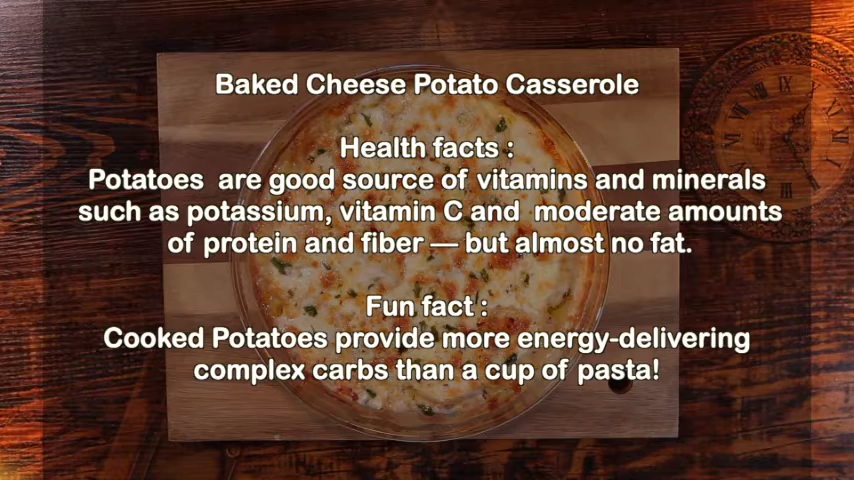 Baked Cheese Potato Casserole
Health facts :
Potatoes are good source of vitamins and minerals
such as potassium, vitamin C and moderate amounts
of protein and fiber — but almost no fat.
Fun fact :
Cooked Potatoes provide more energy-delivering
complex carbs than a cup of pasta!